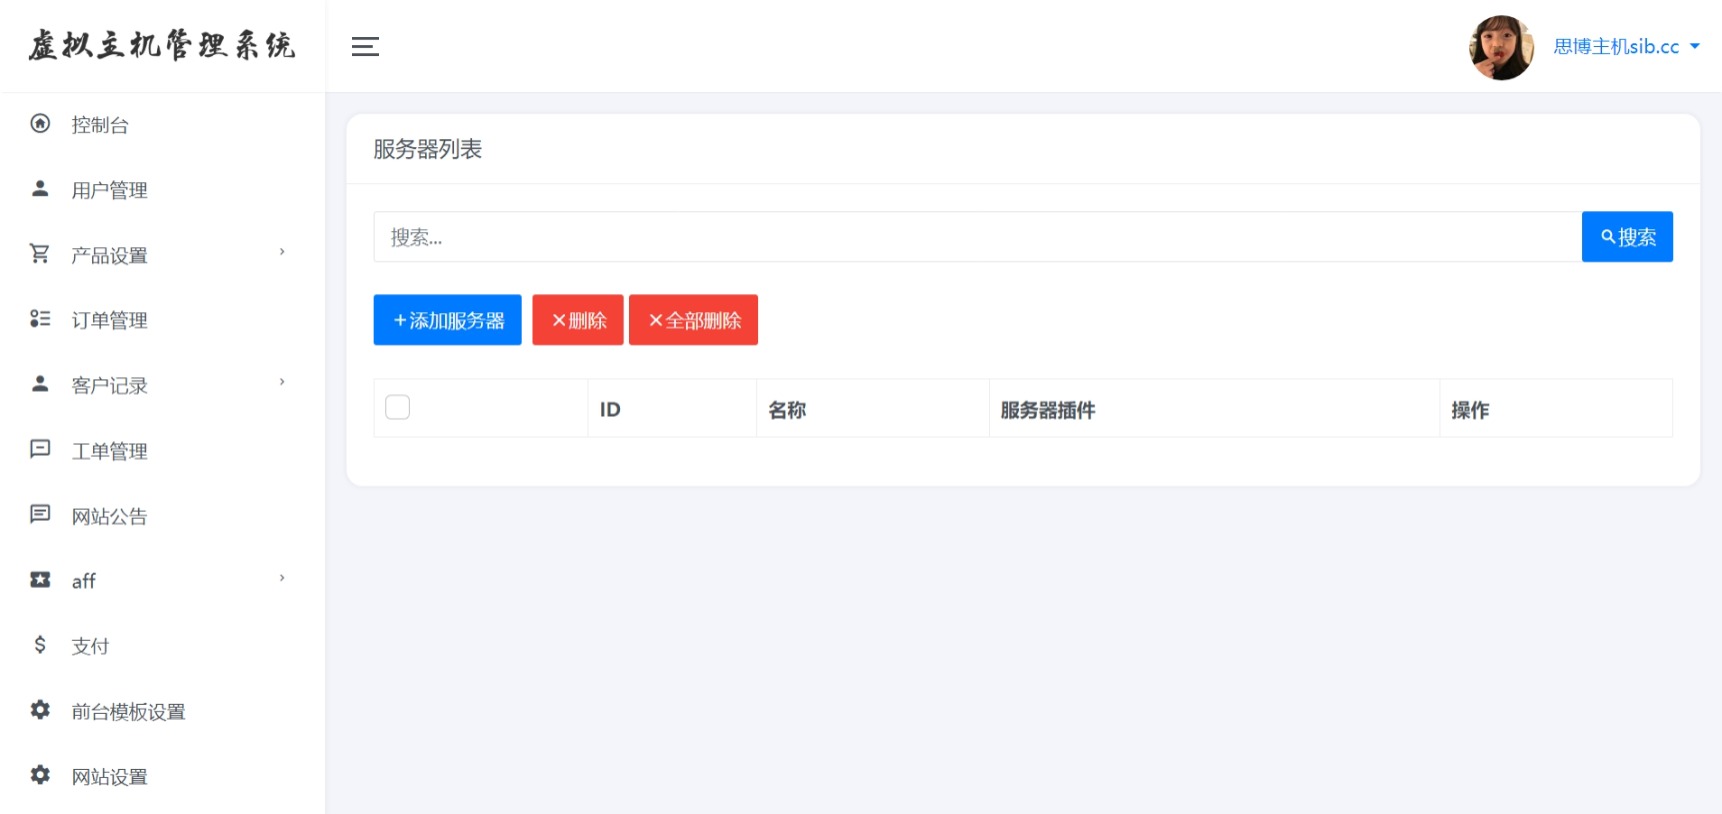 虚拟主机管理系统
思博主机sib.cc
控制台
用户管理
产品设置
订单管理
客户记录
工单管理
网站公告
aff
支付
前台模板设置
网站设置
服务器列表
搜索...
搜索
+添加服务器
×删除
×全部删除
ID
名称
服务器插件
操作